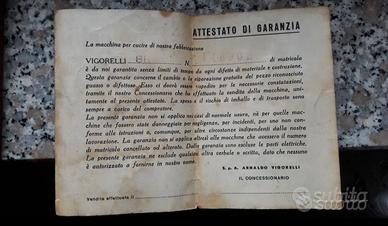 ATTESTATO DI GARANZIA
La macchina per cucire di nostra fabbricazione
VIGORELLI N. di matricola
è da noi garantita senza limiti di tempo da ogni difetto di materiale e costruzione.
Questa garanzia concerne il cambio o la riparazione gratuita del pezzo riconosciuto
guasto o difettoso. Esso ci dovrà essere rispedito per le necessarie constatazioni,
tramite il nostro Concessionario che ha effettuato la vendita della macchina, uni-
tamente al presente attestato. La spesa ed il rischio di imballo e di trasporto sono
sempre a carico del compratore.
La presente garanzia non si applica nei casi di normale usura, nè per quelle mac-
chine che fossero state danneggiate per negligenza, per incidenti, per uso non con-
forme alle istruzioni o, comunque, per altre circostanze indipendenti dalla nostra
lavorazione. La garanzia non si applica altresì alle macchine che avessero il numero
di matricola cancellato od alterato. Dalla garanzia sono escluse le parti elettriche.
La presente garanzia ne esclude qualsiasi altra verbale o scritta, dato che nessuno
è autorizzato a fornirne in nostro nome.
S.p.A. ARNALDO VIGORELLI
IL CONCESSIONARIO
Vendita effettuata il
subito